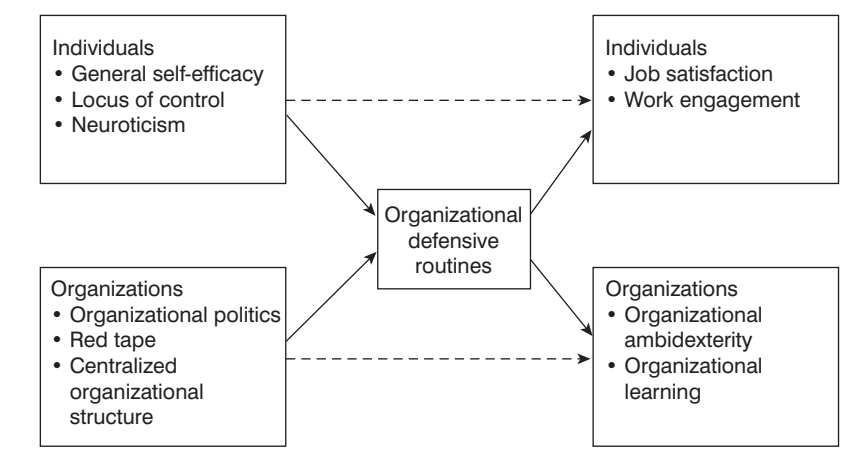 Individuals
• General self-efficacy
• Locus of control
• Neuroticism
Individuals
• Job satisfaction
• Work engagement
Organizational
defensive
routines
Organizations
• Organizational politics
• Red tape
• Centralized
organizational
structure
Organizations
• Organizational
ambidexterity
• Organizational
learning